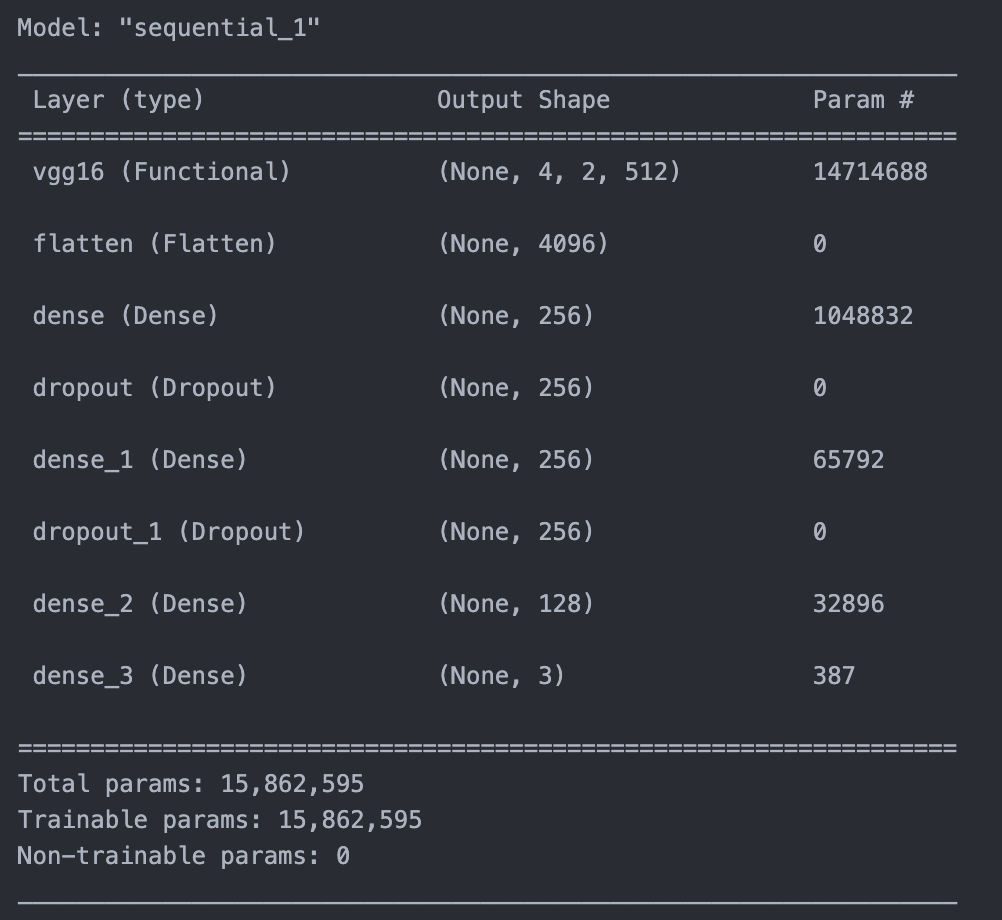 Model: "sequential_1"
_________________________________________________________________
Layer (type) Output Shape Param #
=================================================================
vgg16 (Functional) (None, 4, 2, 512) 14714688
flatten (Flatten) (None, 4096) 0
dense (Dense) (None, 256) 1048832
dropout (Dropout) (None, 256) 0
dense_1 (Dense) (None, 256) 65792
dropout_1 (Dropout) (None, 256) 0
dense_2 (Dense) (None, 128) 32896
dense_3 (Dense) (None, 3) 387
=================================================================
Total params: 15,862,595
Trainable params: 15,862,595
Non-trainable params: 0
_________________________________________________________________